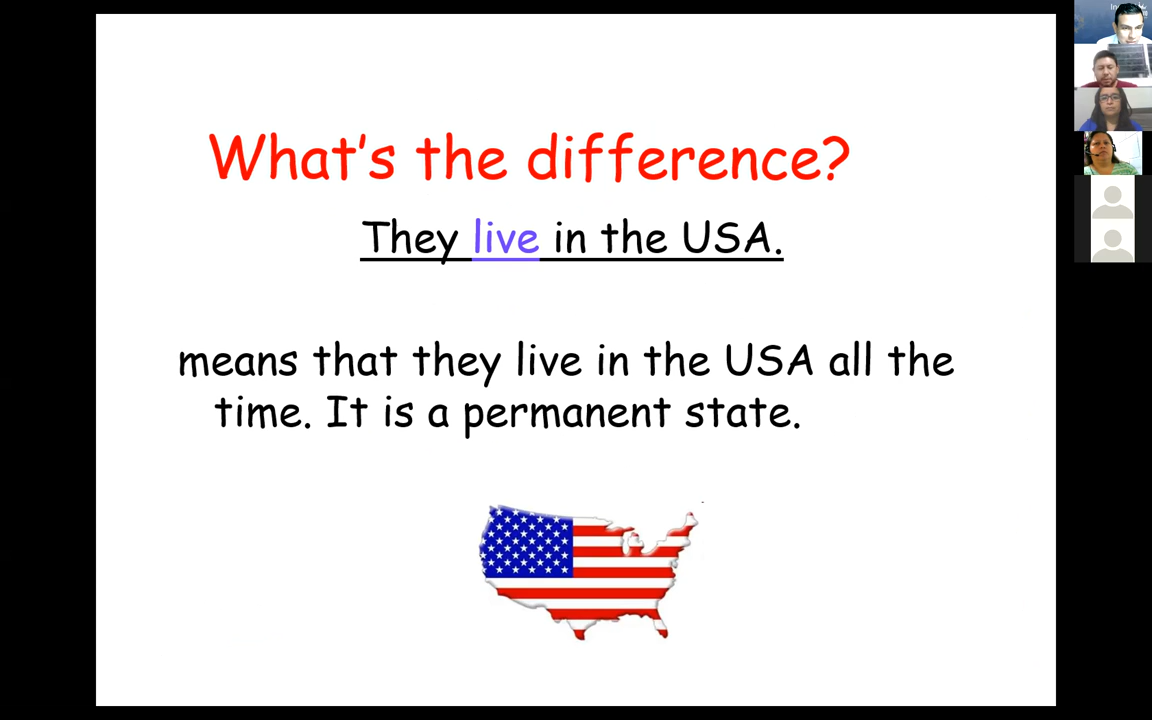 What's the difference?
They live in the USA.
means that they live in the USA all the
time. It is a permanent state.